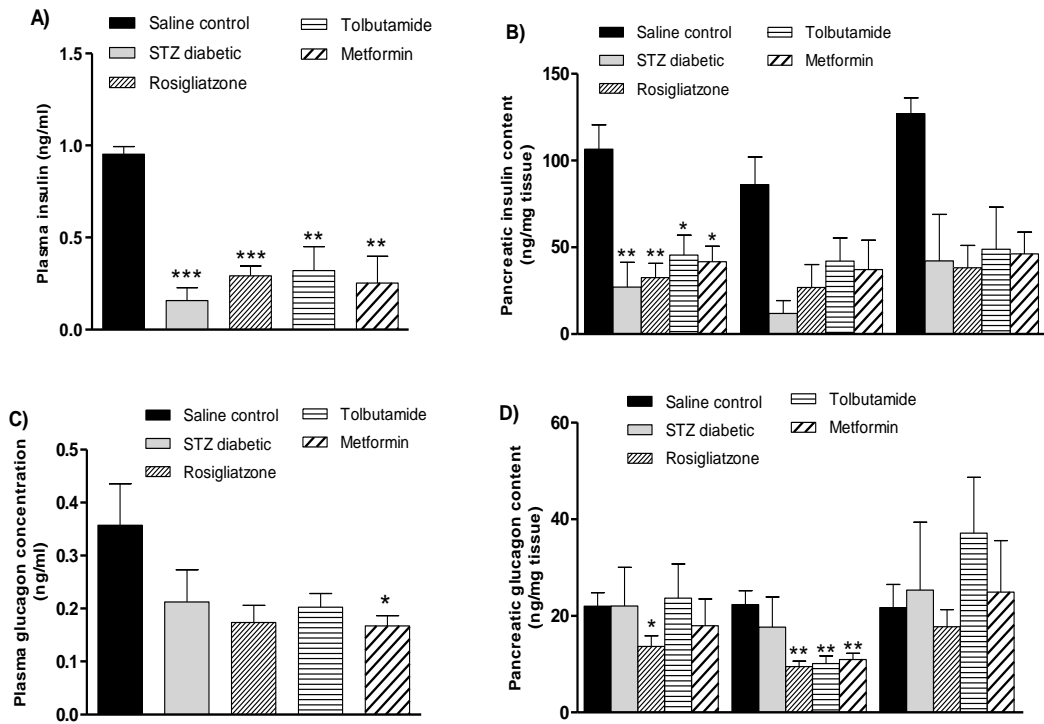 A)
Saline control
STZ diabetic
Rosigliatzone
Tolbutamide
Metformin
Plasma insulin (ng/ml)
1.5
1.0
0.5
0.0
***
***
**
**
B)
Saline control
STZ diabetic
Rosigliatzone
Tolbutamide
Metformin
Pancreatic insulin content
(ng/mg tissue)
150
100
50
0
**
**
*
*
C)
Saline control
STZ diabetic
Rosigliatzone
Tolbutamide
Metformin
Plasma glucagon concentration
(ng/ml)
0.5
0.4
0.3
0.2
0.1
0.0
*
D)
Saline control
STZ diabetic
Rosigliatzone
Tolbutamide
Metformin
Pancreatic glucagon content
(ng/mg tissue)
60
40
20
0
*
**
**
**